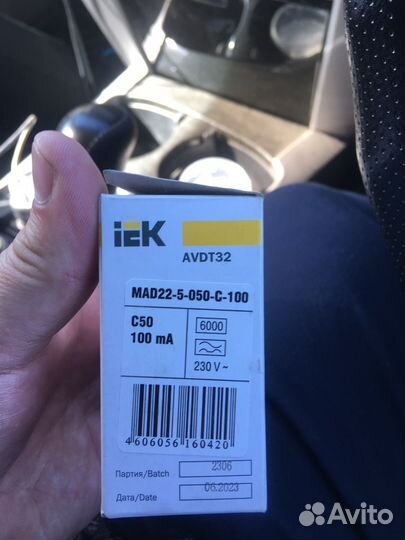 iEK
AVDT32
MAD22-5-050-C-100
C50
6000
100 mA
230 V ~
4 606056 160420
Партия/Batch 2306
Дата/Date 06.2023
Avito